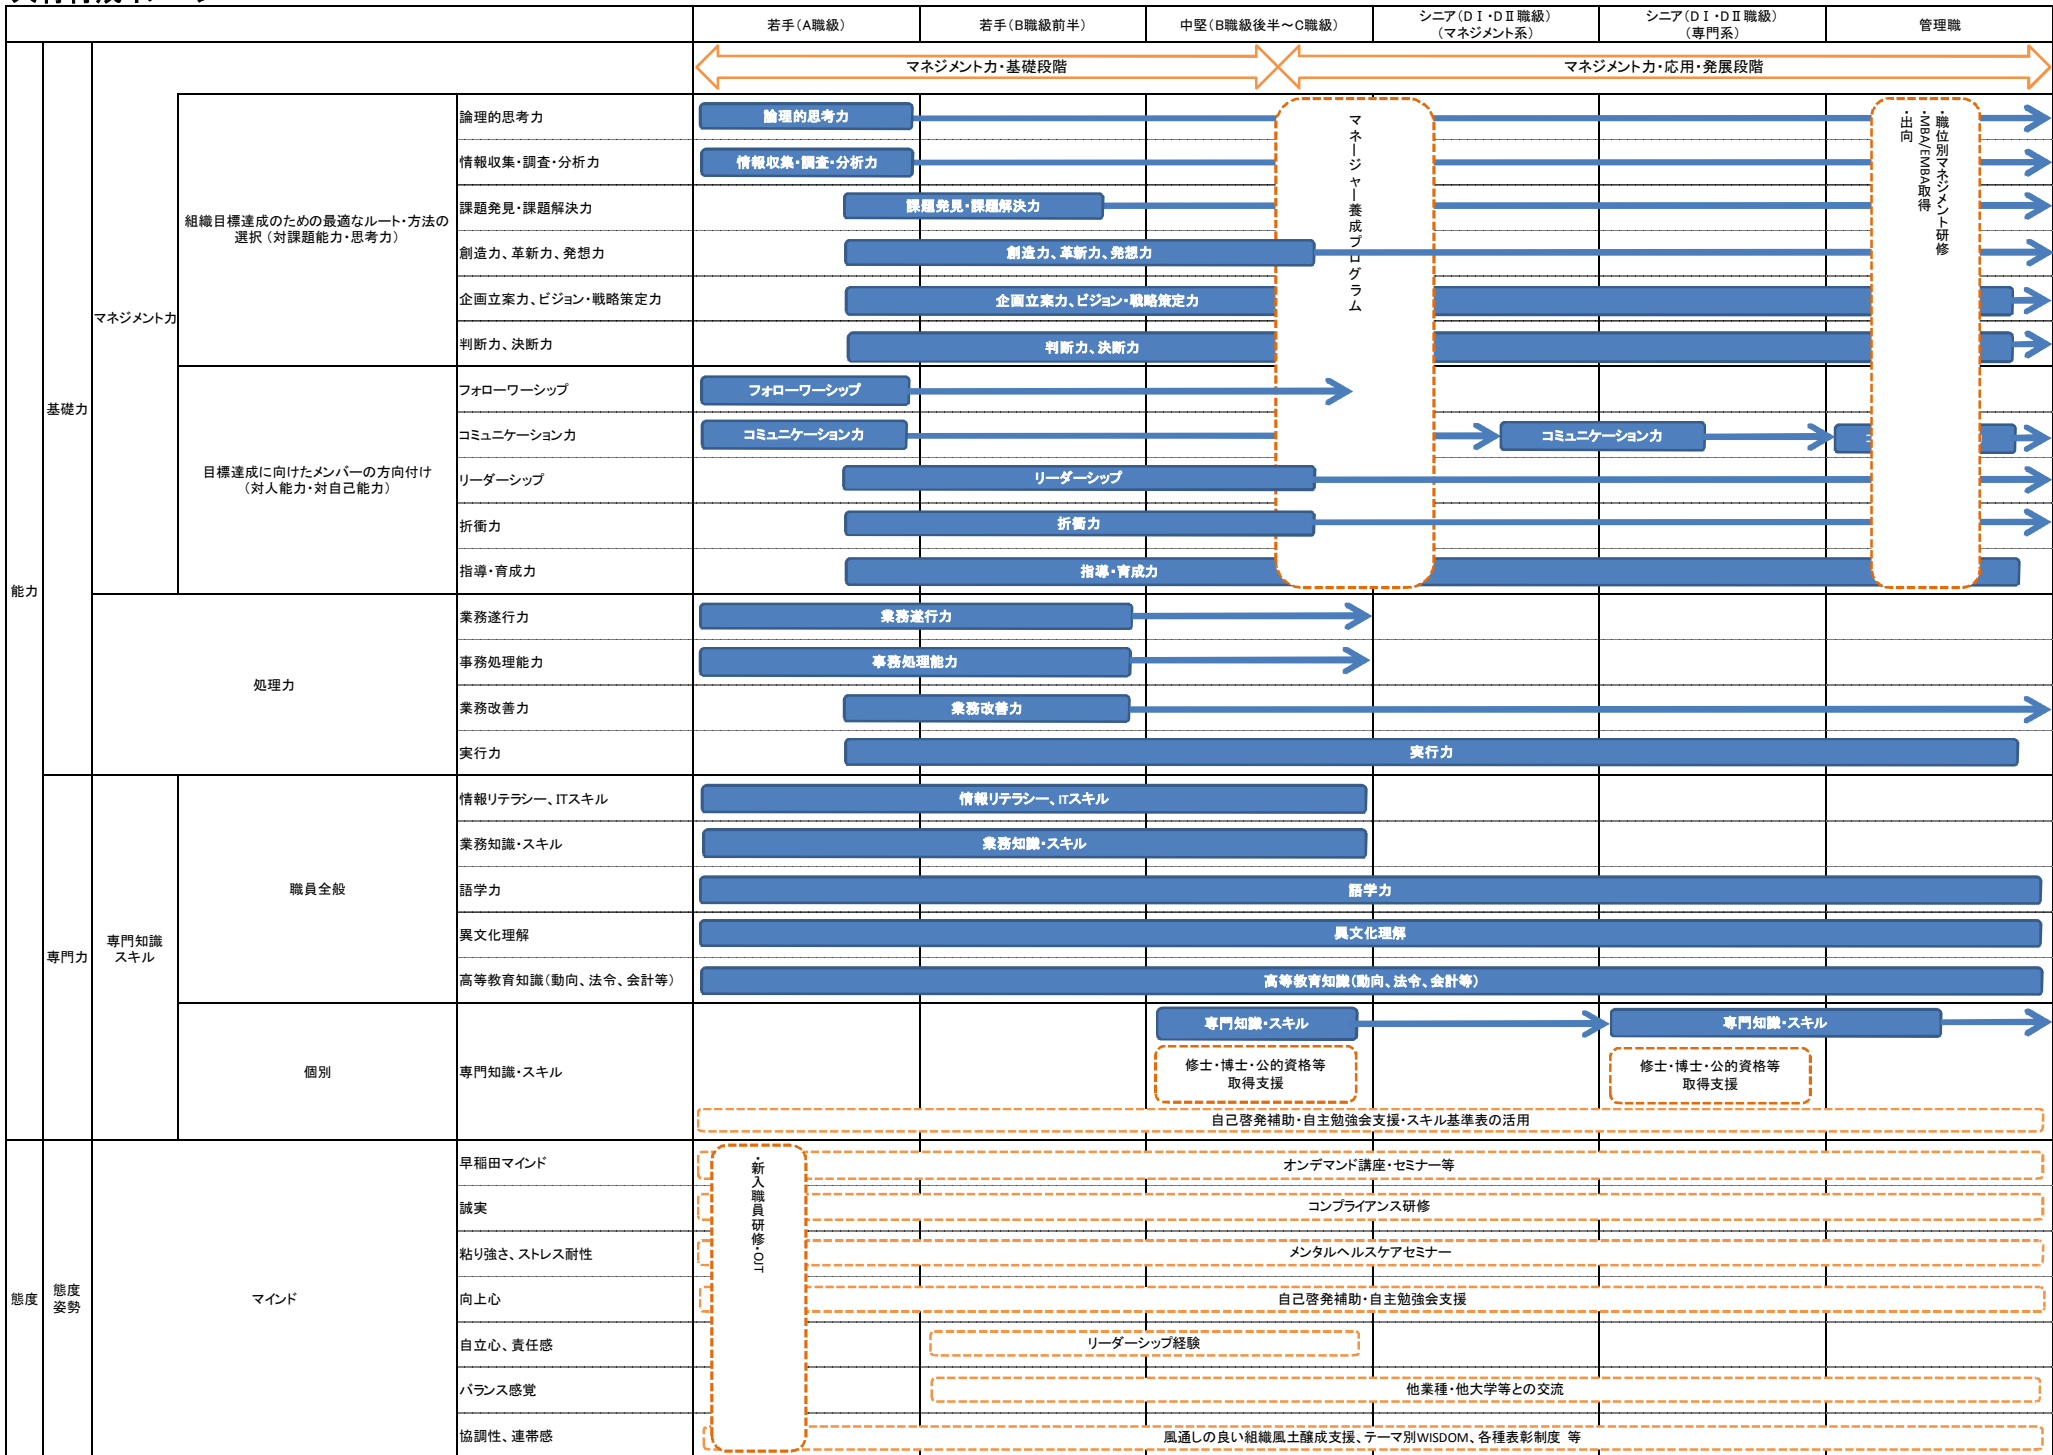 若手（A職級）
若手（B職級前半）
中堅（B職級後半～C職級）
シニア（DⅠ・DⅡ職級）
（マネジメント系）
シニア（DⅠ・DⅡ職級）
（専門系）
管理職
マネジメント力・基礎段階
マネジメント力・応用・発展段階
能力
基礎力
マネジメント力
組織目標達成のための最適なルート・方法の
選択（対課題能力・思考力）
論理的思考力
論理的思考力
情報収集・調査・分析力
情報収集・調査・分析力
課題発見・課題解決力
課題発見・課題解決力
創造力、革新力、発想力
創造力、革新力、発想力
企画立案力、ビジョン・戦略策定力
企画立案力、ビジョン・戦略策定力
判断力、決断力
判断力、決断力
マネージャー養成プログラム
・職位別マネジメント研修
・MBA/EMBA取得
・出向
目標達成に向けたメンバーの方向付け
（対人能力・対自己能力）
フォローワーシップ
フォローワーシップ
コミュニケーション力
コミュニケーション力
コミュニケーション力
リーダーシップ
リーダーシップ
折衝力
折衝力
指導・育成力
指導・育成力
処理力
業務遂行力
業務遂行力
事務処理能力
事務処理能力
業務改善力
業務改善力
実行力
実行力
専門力
専門知識
スキル
職員全般
情報リテラシー、ITスキル
情報リテラシー、ITスキル
業務知識・スキル
業務知識・スキル
語学力
語学力
異文化理解
異文化理解
高等教育知識（動向、法令、会計等）
高等教育知識（動向、法令、会計等）
個別
専門知識・スキル
専門知識・スキル
専門知識・スキル
修士・博士・公的資格等
取得支援
修士・博士・公的資格等
取得支援
自己啓発補助・自主勉強会支援・スキル基準表の活用
態度
態度
姿勢
マインド
・新入職員研修・OJT
早稲田マインド
オンデマンド講座・セミナー等
誠実
コンプライアンス研修
粘り強さ、ストレス耐性
メンタルヘルスケアセミナー
向上心
自己啓発補助・自主勉強会支援
自立心、責任感
リーダーシップ経験
バランス感覚
他業種・他大学等との交流
協調性、連帯感
風通しの良い組織風土醸成支援、テーマ別WISDOM、各種表彰制度 等